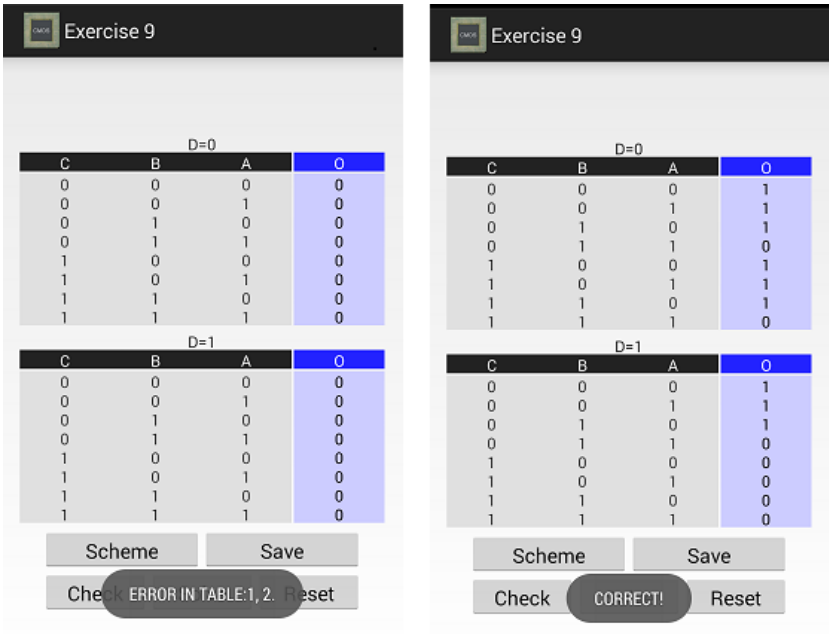 CMOS Exercise 9
D=0
C B A O
0 0 0 0
0 0 1 0
0 1 0 0
0 1 1 0
1 0 0 0
1 0 1 0
1 1 0 0
1 1 1 0
D=1
C B A O
0 0 0 0
0 0 1 0
0 1 0 0
0 1 1 0
1 0 0 0
1 0 1 0
1 1 0 0
1 1 1 0
Scheme Save
Chec ERROR IN TABLE:1, 2. Reset
CMOS Exercise 9
D=0
C B A O
0 0 0 1
0 0 1 1
0 1 0 1
0 1 1 0
1 0 0 1
1 0 1 1
1 1 0 1
1 1 1 0
D=1
C B A O
0 0 0 1
0 0 1 1
0 1 0 1
0 1 1 0
1 0 0 0
1 0 1 0
1 1 0 0
1 1 1 0
Scheme Save
Check CORRECT! Reset